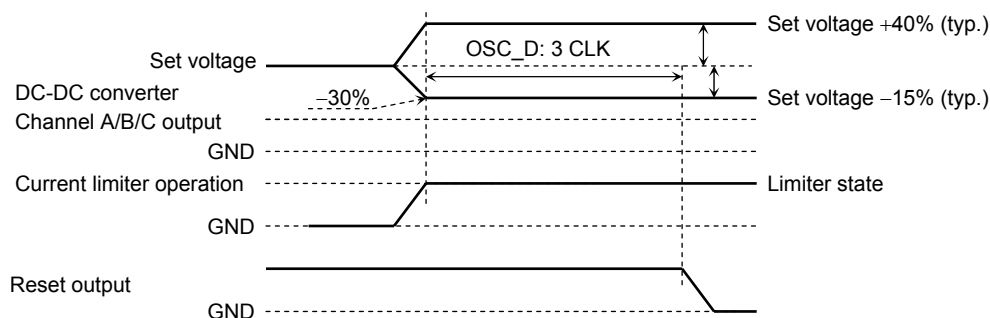 Set voltage +40% (typ.)
OSC_D: 3 CLK
Set voltage
DC-DC converter
−30%
Set voltage −15% (typ.)
Channel A/B/C output
GND
Current limiter operation
Limiter state
GND
Reset output
GND